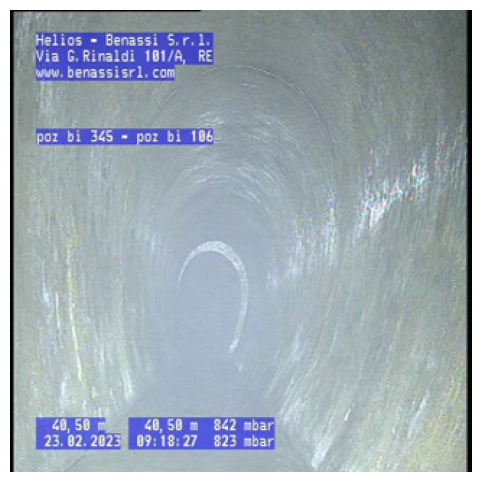 Helios - Benassi S.r.l.
Via G.Rinaldi 101/A, RE
www.benassisrl.com
poz bi 345 - poz bi 106
40,50 m 40,50 m 842 mbar
23.02.2023 09:18:27 823 mbar